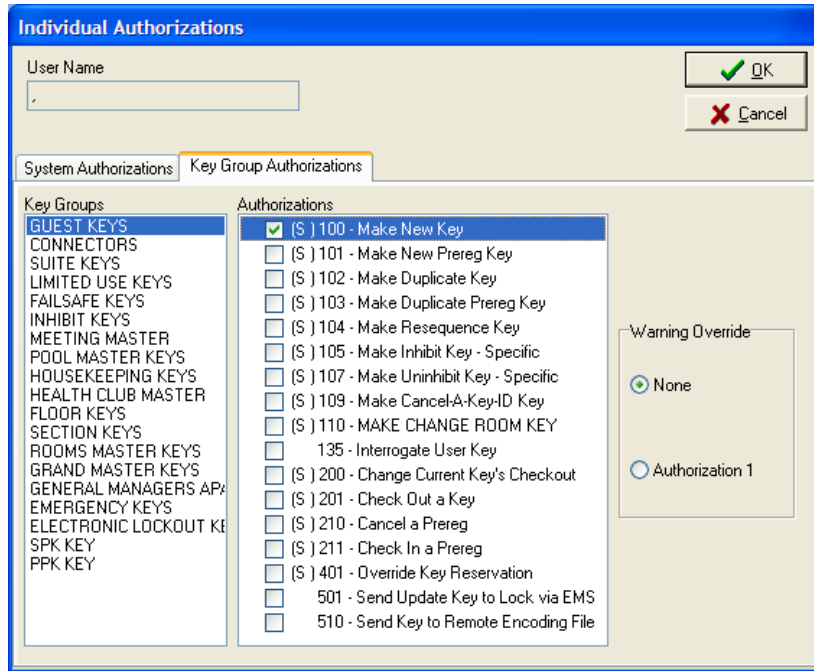 Individual Authorizations
User Name
OK
,
Cancel
System Authorizations
Key Group Authorizations
Key Groups
GUEST KEYS
CONNECTORS
SUITE KEYS
LIMITED USE KEYS
FAILSAFE KEYS
INHIBIT KEYS
MEETING MASTER
POOL MASTER KEYS
HOUSEKEEPING KEYS
HEALTH CLUB MASTER
FLOOR KEYS
SECTION KEYS
ROOMS MASTER KEYS
GRAND MASTER KEYS
GENERAL MANAGERS APA
EMERGENCY KEYS
ELECTRONIC LOCKOUT KE
SPK KEY
PPK KEY
Authorizations
(S ) 100 - Make New Key
(S ) 101 - Make New Prereg Key
(S ) 102 - Make Duplicate Key
(S ) 103 - Make Duplicate Prereg Key
(S ) 104 - Make Resequence Key
(S ) 105 - Make Inhibit Key - Specific
(S ) 107 - Make Uninhibit Key - Specific
(S ) 109 - Make Cancel-A-Key-ID Key
(S ) 110 - MAKE CHANGE ROOM KEY
135 - Interrogate User Key
(S ) 200 - Change Current Key's Checkout
(S ) 201 - Check Out a Key
(S ) 210 - Cancel a Prereg
(S ) 211 - Check In a Prereg
(S ) 401 - Override Key Reservation
501 - Send Update Key to Lock via EMS
510 - Send Key to Remote Encoding File
Warning Override
None
Authorization 1